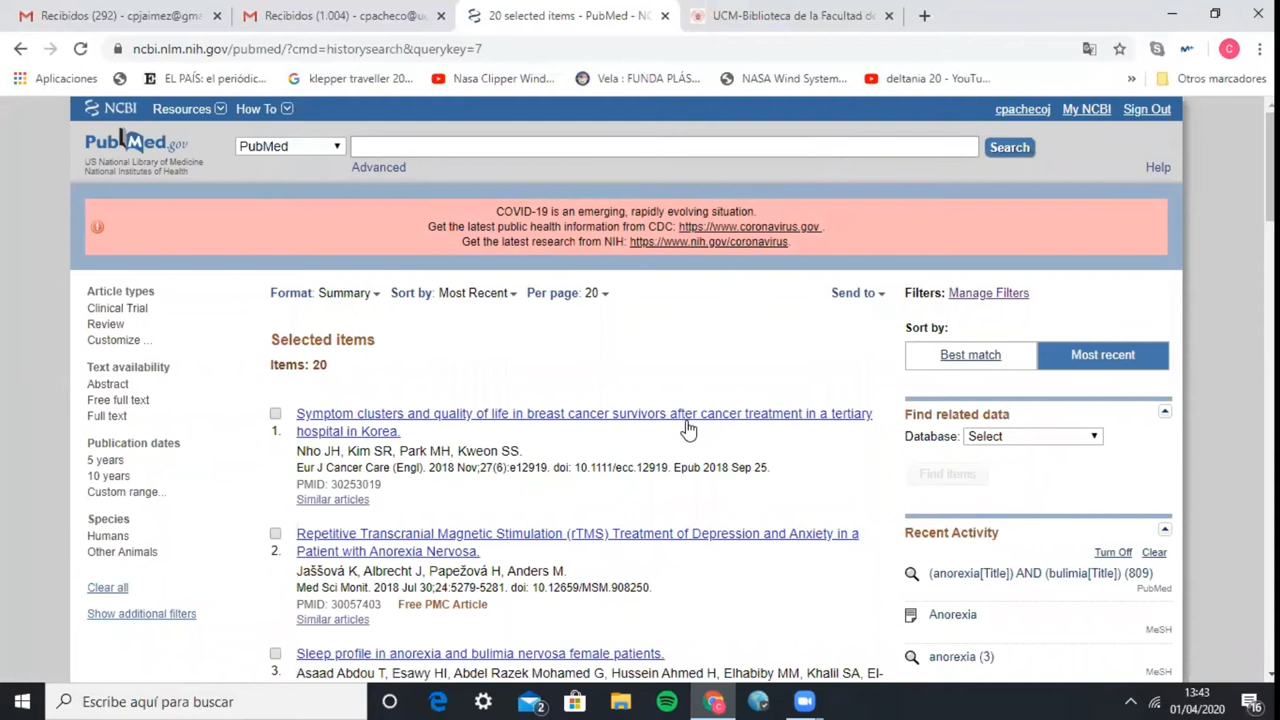 Recibidos (292) - cpjaimez@gma
Recibidos (1.004) - cpacheco@u
20 selected items - PubMed - NC
UCM-Biblioteca de la Facultad de
ncbi.nlm.nih.gov/pubmed/?cmd=historysearch&querykey=7
C
Aplicaciones
EL PAÍS: el periódic...
klepper traveller 20...
Nasa Clipper Wind...
Vela : FUNDA PLÁS...
NASA Wind System...
deltania 20 - YouTu...
»
Otros marcadores
NCBI Resources How To
cpachecoj My NCBI Sign Out
PubMed.gov
US National Library of Medicine
National Institutes of Health
PubMed
Search
Advanced
Help
COVID-19 is an emerging, rapidly evolving situation.
Get the latest public health information from CDC: https://www.coronavirus.gov .
Get the latest research from NIH: https://www.nih.gov/coronavirus.
Article types
Clinical Trial
Review
Customize ...
Text availability
Abstract
Free full text
Full text
Publication dates
5 years
10 years
Custom range...
Species
Humans
Other Animals
Clear all
Show additional filters
Format: Summary Sort by: Most Recent Per page: 20
Send to
Selected items
Items: 20
Symptom clusters and quality of life in breast cancer survivors after cancer treatment in a tertiary
1. hospital in Korea.
Nho JH, Kim SR, Park MH, Kweon SS.
Eur J Cancer Care (Engl). 2018 Nov;27(6):e12919. doi: 10.1111/ecc.12919. Epub 2018 Sep 25.
PMID: 30253019
Similar articles
Repetitive Transcranial Magnetic Stimulation (rTMS) Treatment of Depression and Anxiety in a
2. Patient with Anorexia Nervosa.
Jaššová K, Albrecht J, Papežová H, Anders M.
Med Sci Monit. 2018 Jul 30;24:5279-5281. doi: 10.12659/MSM.908250.
PMID: 30057403 Free PMC Article
Similar articles
Sleep profile in anorexia and bulimia nervosa female patients.
3. Asaad Abdou T, Esawy HI, Abdel Razek Mohamed G, Hussein Ahmed H, Elhabiby MM, Khalil SA, El-
Filters: Manage Filters
Sort by:
Best match
Most recent
Find related data
Database: Select
Find items
Recent Activity
Turn Off Clear
(anorexia[Title]) AND (bulimia[Title]) (809)
PubMed
Anorexia
MeSH
anorexia (3)
MeSH
Escribe aquí para buscar
2
13:43
01/04/2020
16